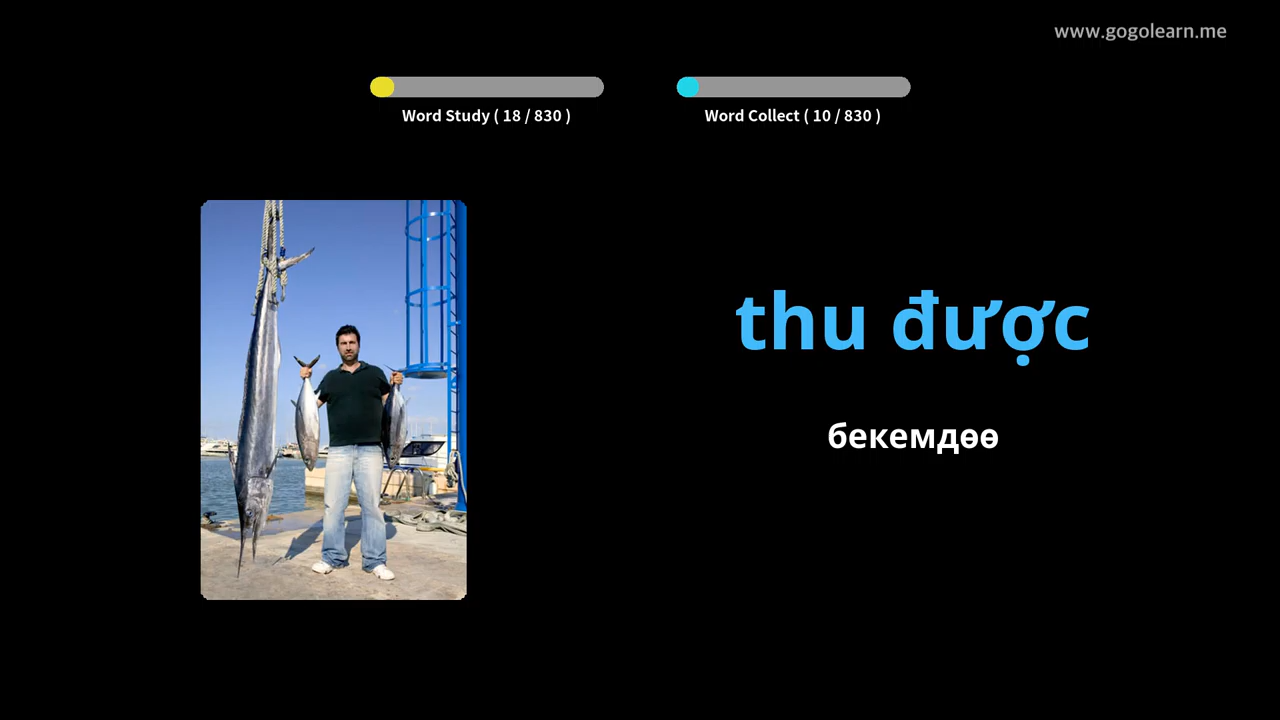 www.gogolearn.me
Word Study ( 18 / 830 )
Word Collect ( 10 / 830 )
thu được
бекемдөө